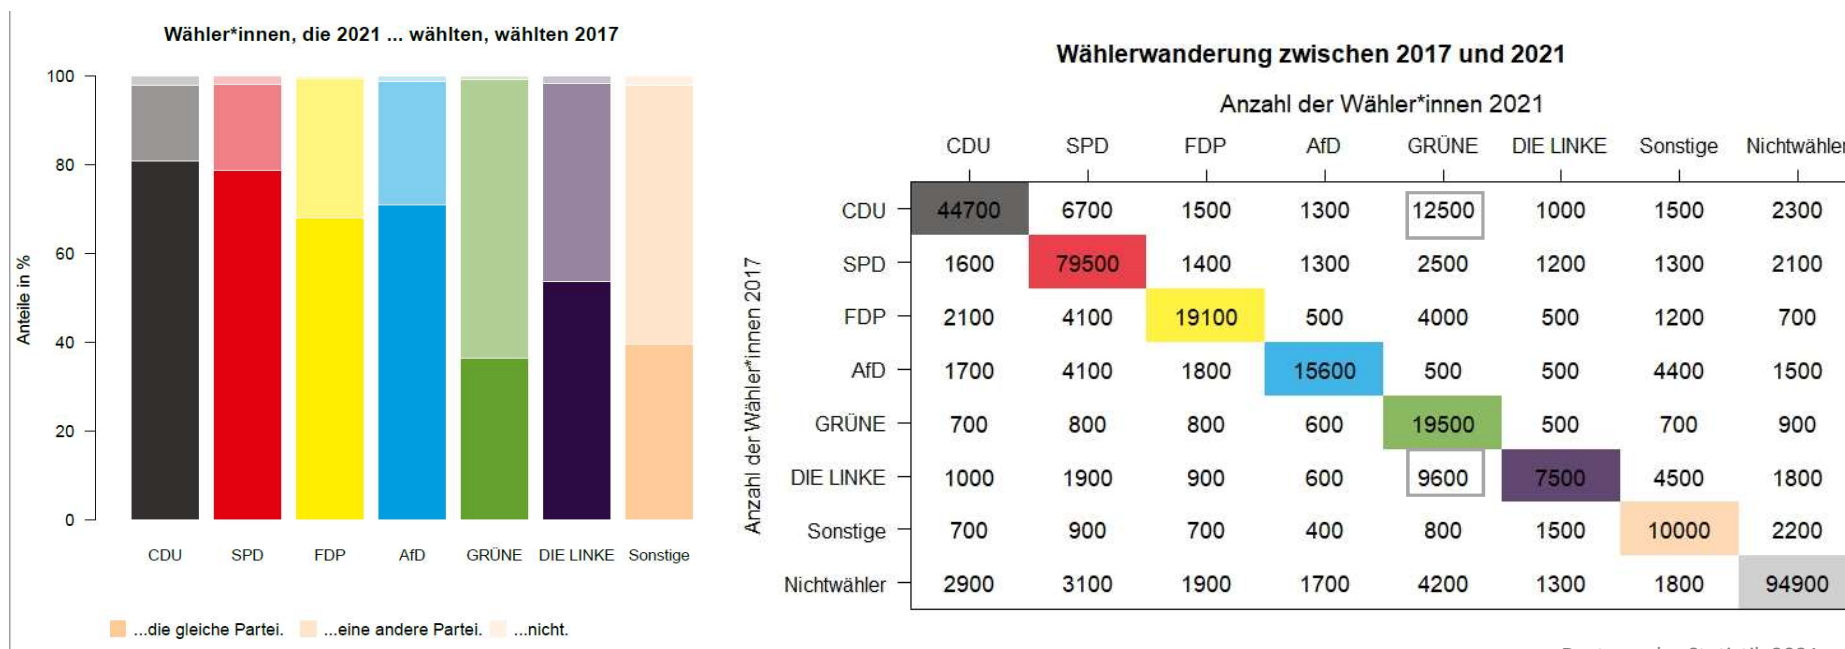 Wähler*innen, die 2021 ... wählten, wählten 2017
Anteile in %
100
80
60
40
20
0
CDU SPD FDP AfD GRÜNE DIE LINKE Sonstige
...die gleiche Partei. ...eine andere Partei. ...nicht.
Wählerwanderung zwischen 2017 und 2021
Anzahl der Wähler*innen 2021
Anzahl der Wähler*innen 2017
CDU SPD FDP AfD GRÜNE DIE LINKE Sonstige Nichtwähler
CDU 44700 6700 1500 1300 12500 1000 1500 2300
SPD 1600 79500 1400 1300 2500 1200 1300 2100
FDP 2100 4100 19100 500 4000 500 1200 700
AfD 1700 4100 1800 15600 500 500 4400 1500
GRÜNE 700 800 800 600 19500 500 700 900
DIE LINKE 1000 1900 900 600 9600 7500 4500 1800
Sonstige 700 900 700 400 800 1500 10000 2200
Nichtwähler 2900 3100 1900 1700 4200 1300 1800 94900